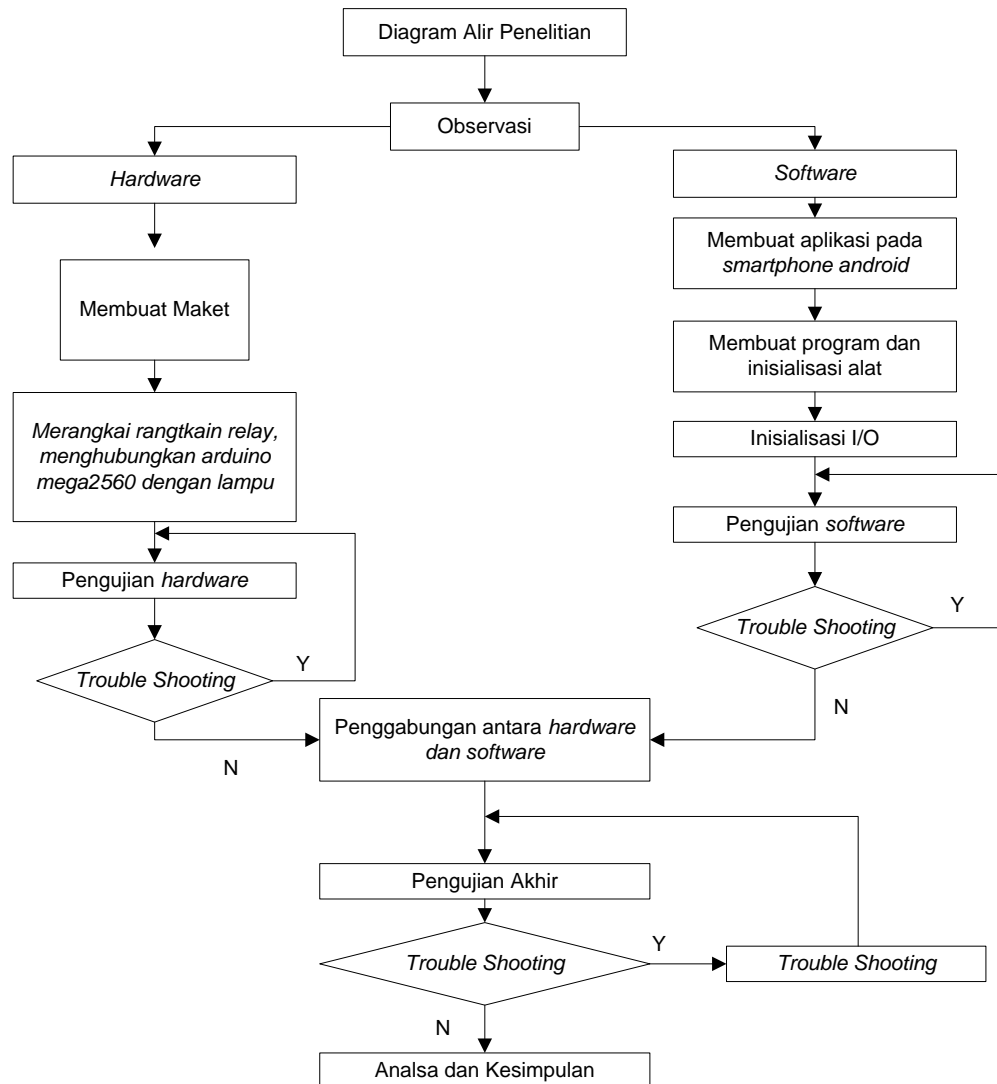 Diagram Alir Penelitian
Observasi
Hardware
Software
Membuat Maket
Membuat aplikasi pada
smartphone android
Membuat program dan
inisialisasi alat
Merangkai rangtkain relay,
menghubungkan arduino
mega2560 dengan lampu
Inisialisasi I/O
Pengujian hardware
Pengujian software
Trouble Shooting
Y
Trouble Shooting
Y
N
N
Penggabungan antara hardware
dan software
Pengujian Akhir
Trouble Shooting
Y
Trouble Shooting
N
Analsa dan Kesimpulan